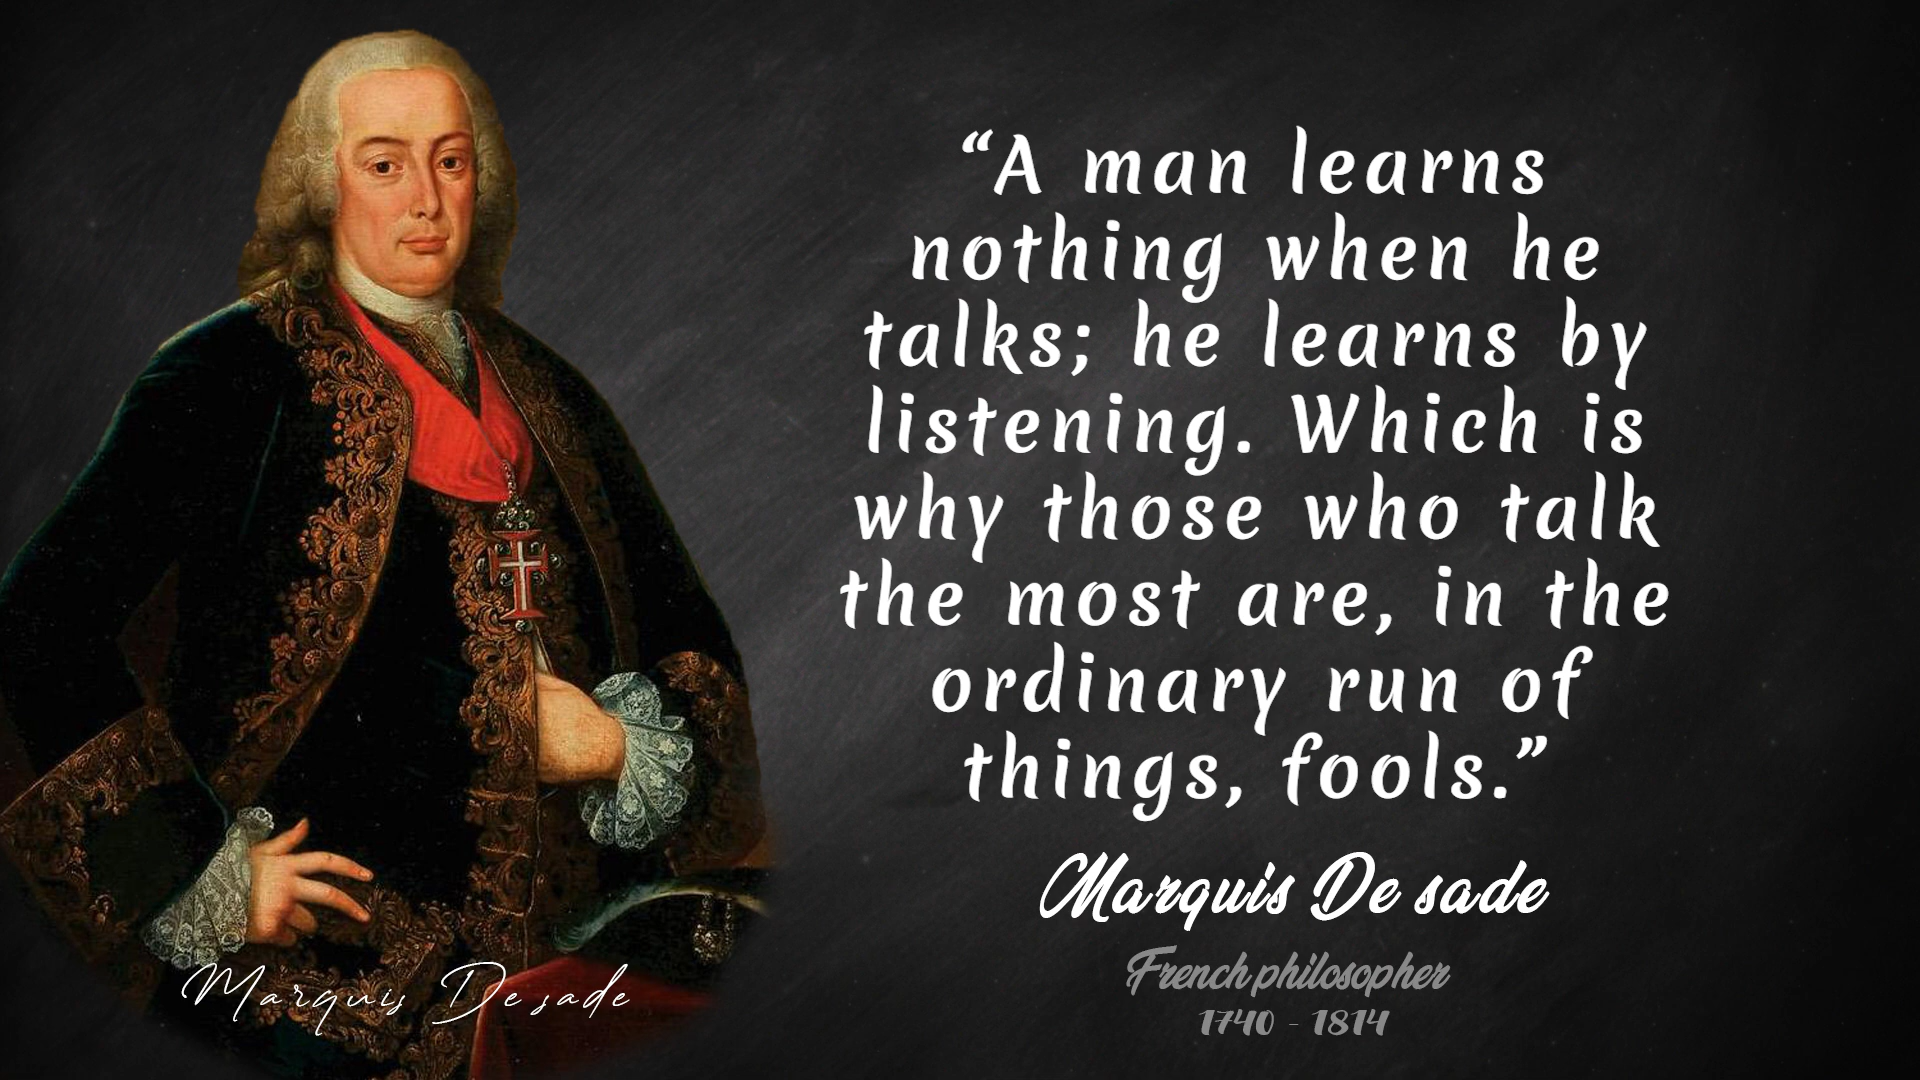 “A man learns
nothing when he
talks; he learns by
listening. Which is
why those who talk
the most are, in the
ordinary run of
things, fools.”
Marquis De sade
French philosopher
1740 - 1814
Marquis De sade